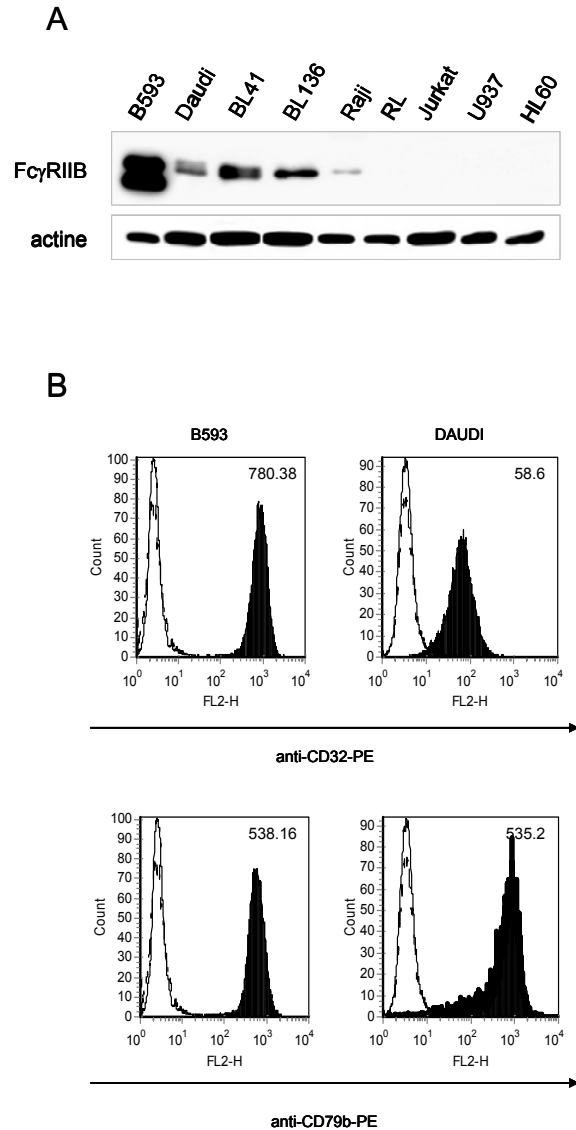 A
B593 Daudi BL41 BL136 Raji RL Jurkat U937 HL60
FcγRIIB
actine
B
B593 DAUDI
100
90
80
70
60
50
40
30
20
10
0
Count
780.38
10^0 10^1 10^2 10^3 10^4
FL2-H
90
80
70
60
50
40
30
20
10
0
Count
58.6
10^0 10^1 10^2 10^3 10^4
FL2-H
anti-CD32-PE
100
90
80
70
60
50
40
30
20
10
0
Count
538.16
10^0 10^1 10^2 10^3 10^4
FL2-H
90
80
70
60
50
40
30
20
10
0
Count
535.2
10^0 10^1 10^2 10^3 10^4
FL2-H
anti-CD79b-PE